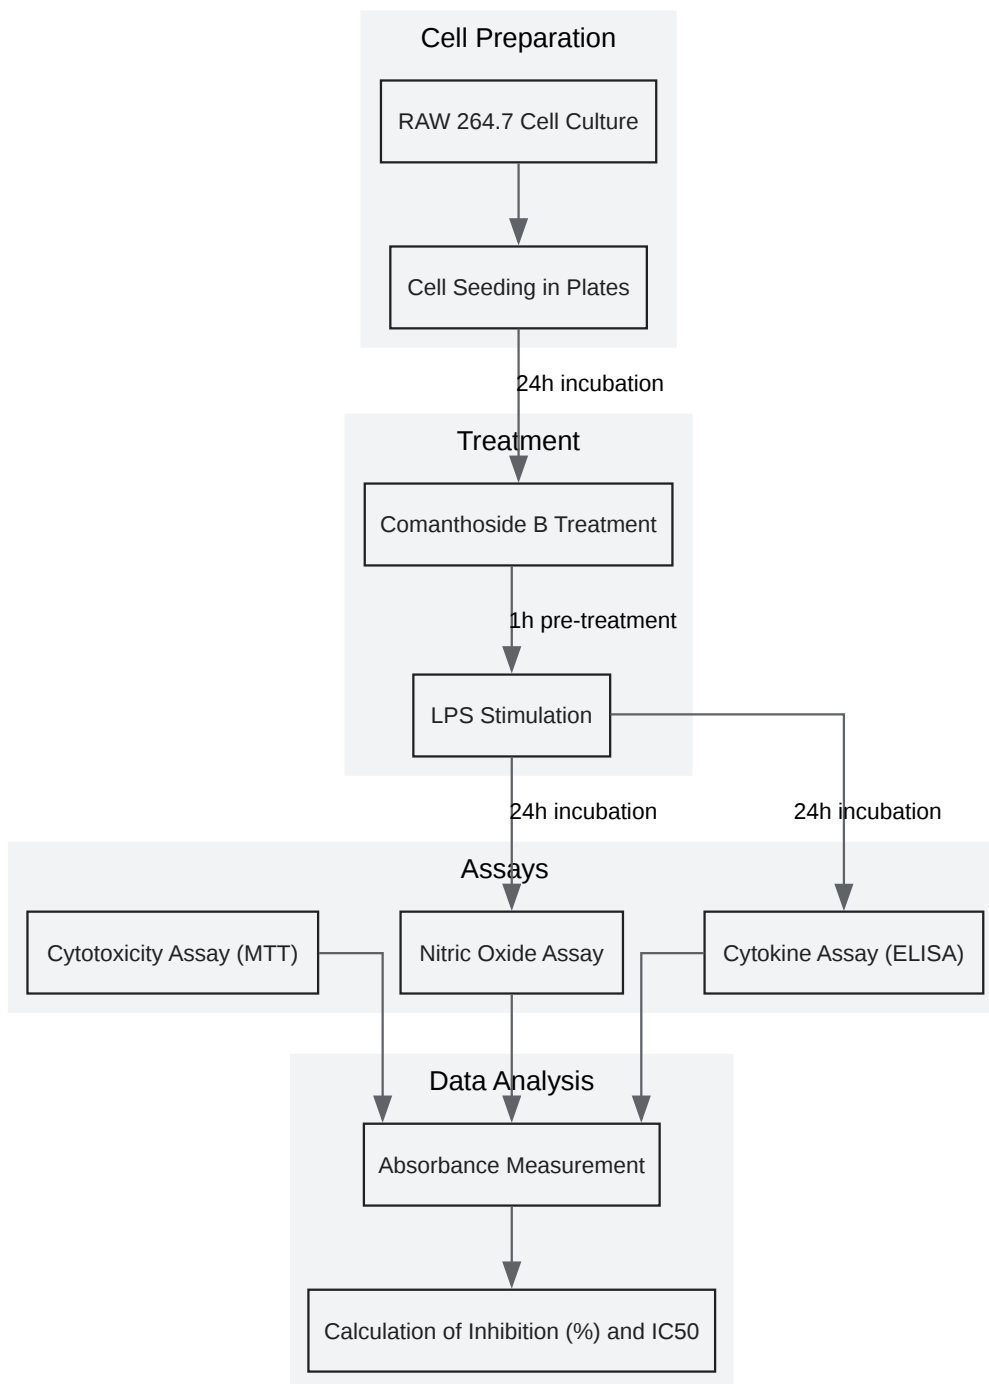 Cell Preparation
RAW 264.7 Cell Culture
Cell Seeding in Plates
24h incubation
Treatment
Comanthoside B Treatment
1h pre-treatment
LPS Stimulation
24h incubation
24h incubation
Assays
Cytotoxicity Assay (MTT)
Nitric Oxide Assay
Cytokine Assay (ELISA)
Data Analysis
Absorbance Measurement
Calculation of Inhibition (%) and IC50